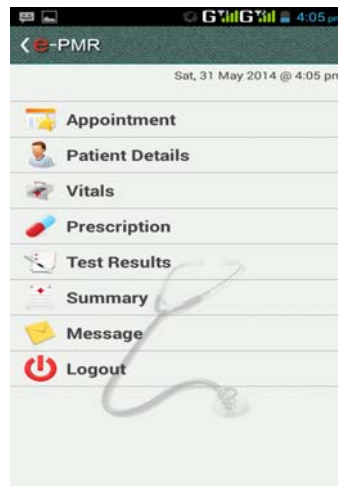 G G 4:05 pm
e-PMR
Sat, 31 May 2014 @ 4:05 pm
Appointment
Patient Details
Vitals
Prescription
Test Results
Summary
Message
Logout